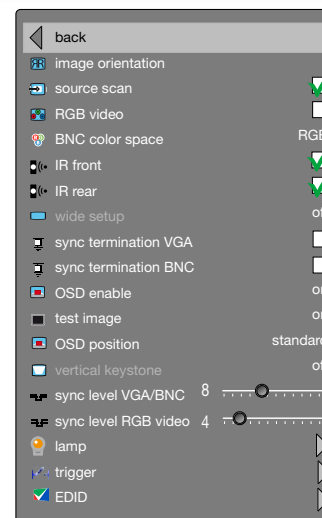 back
image orientation
source scan
RGB video
BNC color space RGB
IR front
IR rear
wide setup
sync termination VGA
sync termination BNC
OSD enable
test image
OSD position standard
vertical keystone
sync level VGA/BNC 8
sync level RGB video 4
lamp
trigger
EDID